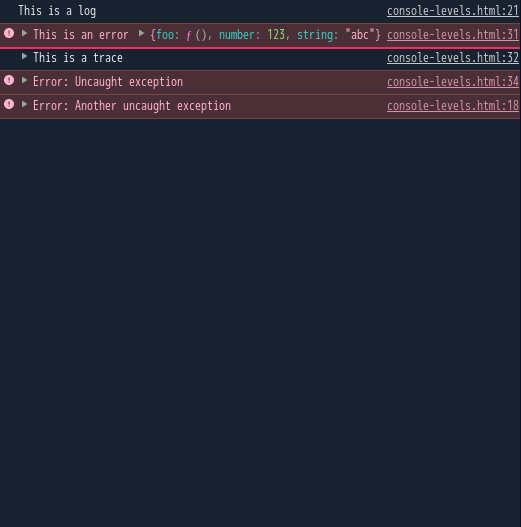 This is a log console-levels.html:21
This is an error {foo: ƒ (), number: 123, string: "abc"} console-levels.html:31
This is a trace console-levels.html:32
Error: Uncaught exception console-levels.html:34
Error: Another uncaught exception console-levels.html:18